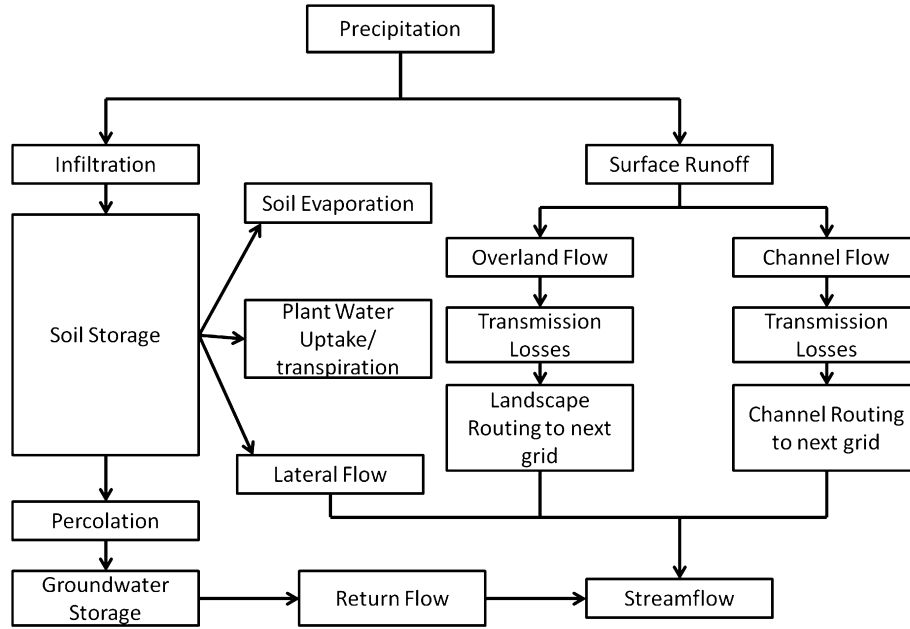 Precipitation
Infiltration
Surface Runoff
Soil Evaporation
Overland Flow
Channel Flow
Soil Storage
Plant Water
Uptake/
transpiration
Transmission
Losses
Transmission
Losses
Landscape
Routing to next
grid
Channel Routing
to next grid
Lateral Flow
Percolation
Groundwater
Storage
Return Flow
Streamflow